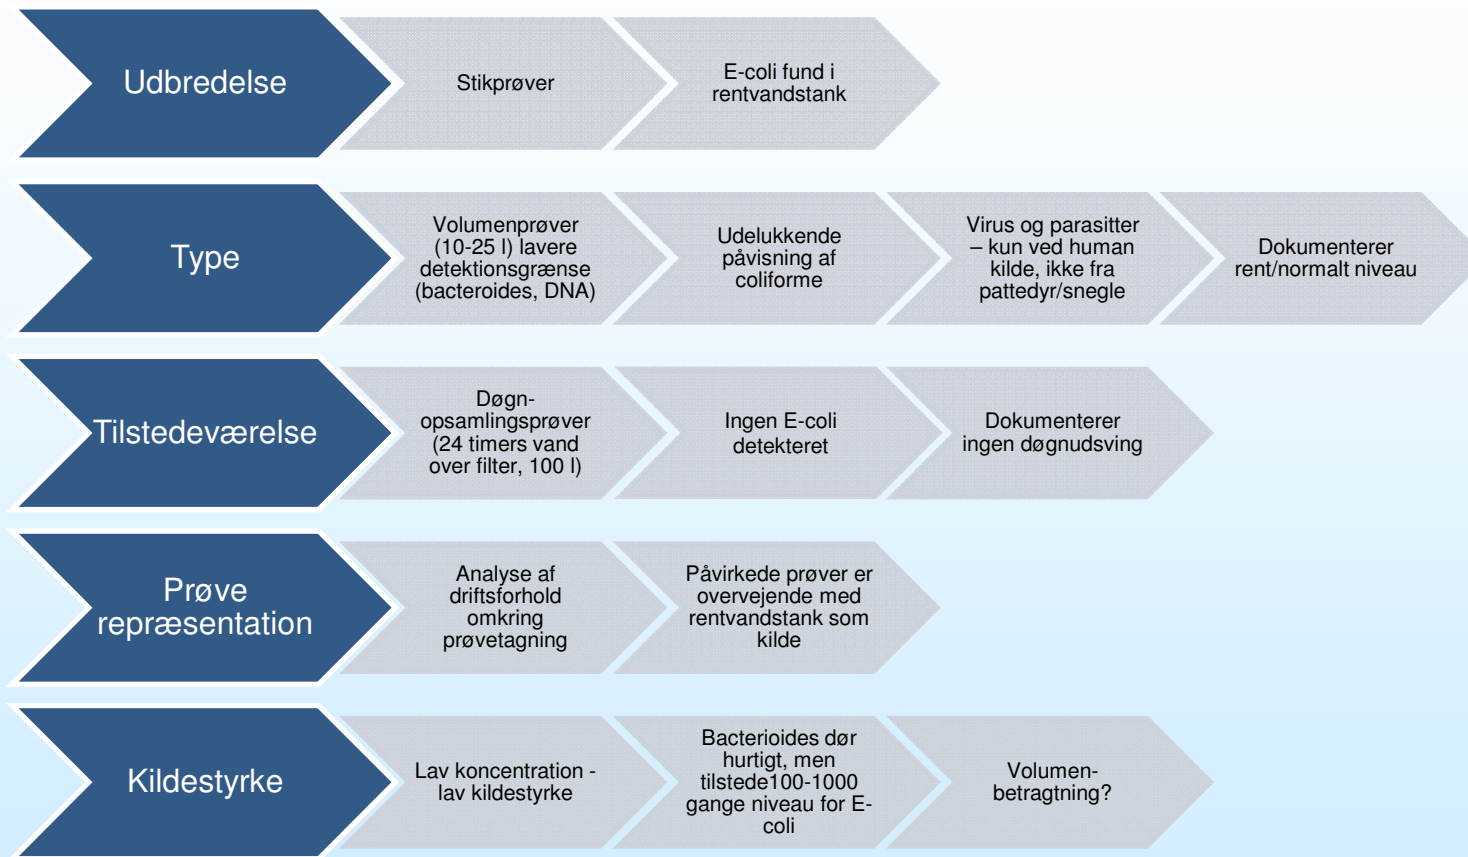 Udbredelse
Stikprøver
E-coli fund i
rentvandstank
Type
Volumenprøver
(10-25 l) lavere
detektionsgrænse
(bacteroides, DNA)
Udelukkende
påvisning af
coliforme
Virus og parasitter
– kun ved human
kilde, ikke fra
pattedyr/snegle
Dokumenterer
rent/normalt niveau
Tilstedeværelse
Døgn-
opsamlingsprøver
(24 timers vand
over filter, 100 l)
Ingen E-coli
detekteret
Dokumenterer
ingen døgnudsving
Prøve
repræsentation
Analyse af
driftsforhold
omkring
prøvetagning
Påvirkede prøver er
overvejende med
rentvandstank som
kilde
Kildestyrke
Lav koncentration -
lav kildestyrke
Bacterioides dør
hurtigt, men
tilstede100-1000
gange niveau for E-
coli
Volumen-
betragtning?